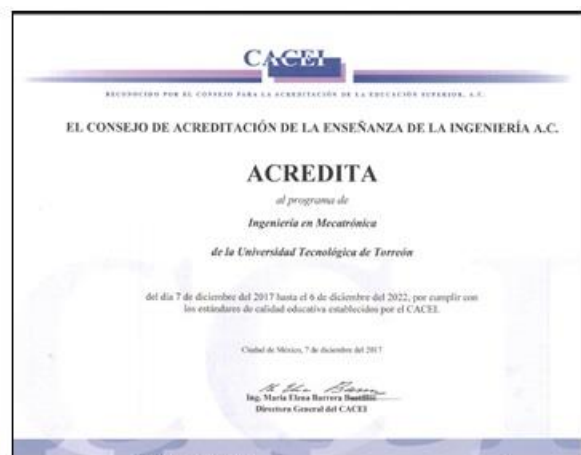 CACEI
RECONOCIDO POR EL CONSEJO PARA LA ACREDITACIÓN DE LA EDUCACIÓN SUPERIOR, A.C.
EL CONSEJO DE ACREDITACIÓN DE LA ENSEÑANZA DE LA INGENIERÍA A.C.
ACREDITA
al programa de
Ingeniería en Mecatrónica
de la Universidad Tecnológica de Torreón
del día 7 de diciembre del 2017 hasta el 6 de diciembre del 2022, por cumplir con
los estándares de calidad educativa establecidos por el CACEI.
Ciudad de México, 7 de diciembre del 2017
Ing. María Elena Barrera Bustillos
Directora General del CACEI